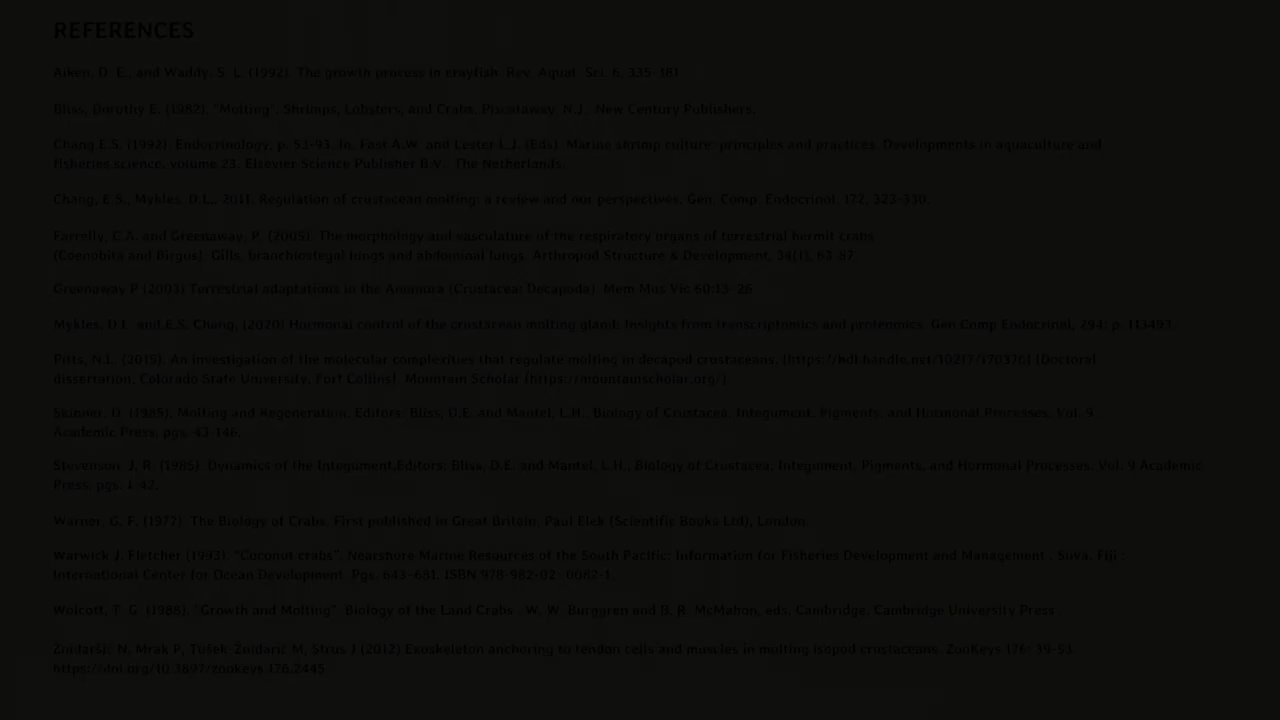 REFERENCES
Aiken, D. E., and Waddy, S. L. (1992). The growth process in crayfish. Rev. Aquat. Sci. 6, 335-381.
Bliss, Dorothy E. (1982). "Molting". Shrimps, Lobsters, and Crabs. Piscataway, N.J.: New Century Publishers.
Chang E.S. (1992). Endocrinology, p. 53-93. In. Fast A.W. and Lester L.J. (Eds). Marine shrimp culture: principles and practices. Developments in aquaculture and
fisheries science, volume 23. Elsevier Science Publisher B.V., The Netherlands.
Chang, E.S., Mykles, D.L., 2011. Regulation of crustacean molting: a review and our perspectives. Gen. Comp. Endocrinol. 172, 323-330.
Farrelly, C.A. and Greenaway, P. (2005). The morphology and vasculature of the respiratory organs of terrestrial hermit crabs
(Coenobita and Birgus): Gills, branchiostegal lungs and abdominal lungs. Arthropod Structure & Development, 34(1), 63-87.
Greenaway P (2003) Terrestrial adaptations in the Anomura (Crustacea: Decapoda). Mem Mus Vic 60:13-26
Mykles, D.L. and E.S. Chang, (2020) Hormonal control of the crustacean molting gland: Insights from transcriptomics and proteomics. Gen Comp Endocrinol, 294: p. 113493.
Pitts, N.L. (2015). An investigation of the molecular complexities that regulate molting in decapod crustaceans. (https://hdl.handle.net/10217/170378) [Doctoral
dissertation, Colorado State University, Fort Collins]. Mountain Scholar (https://mountainscholar.org/)
Skinner, D. (1985). Molting and Regeneration. Editors: Bliss, D.E. and Mantel, L.H., Biology of Crustacea, Integument, Pigments, and Hormonal Processes. Vol. 9
Academic Press, pgs. 43-146.
Stevenson, J. R. (1985). Dynamics of the Integument,Editors: Bliss, D.E. and Mantel, L.H., Biology of Crustacea, Integument, Pigments, and Hormonal Processes. Vol. 9 Academic
Press, pgs. 1-42.
Warner, G. F. (1977). The Biology of Crabs. First published in Great Britain: Paul Elek (Scientific Books Ltd), London.
Warwick J. Fletcher (1993). "Coconut crabs". Nearshore Marine Resources of the South Pacific: Information for Fisheries Development and Management . Suva, Fiji :
International Center for Ocean Development. Pgs. 643-681. ISBN 978-982-02- 0082-1.
Wolcott, T. G. (1988). "Growth and Molting". Biology of the Land Crabs . W. W. Burggren and B. R. McMahon, eds. Cambridge: Cambridge University Press
Žnidaršič N, Mrak P, Tušek-Žnidarič M, Štrus J (2012) Exoskeleton anchoring to tendon cells and muscles in molting isopod crustaceans. ZooKeys 176: 39-53.
https://doi.org/10.3897/zookeys.176.2445